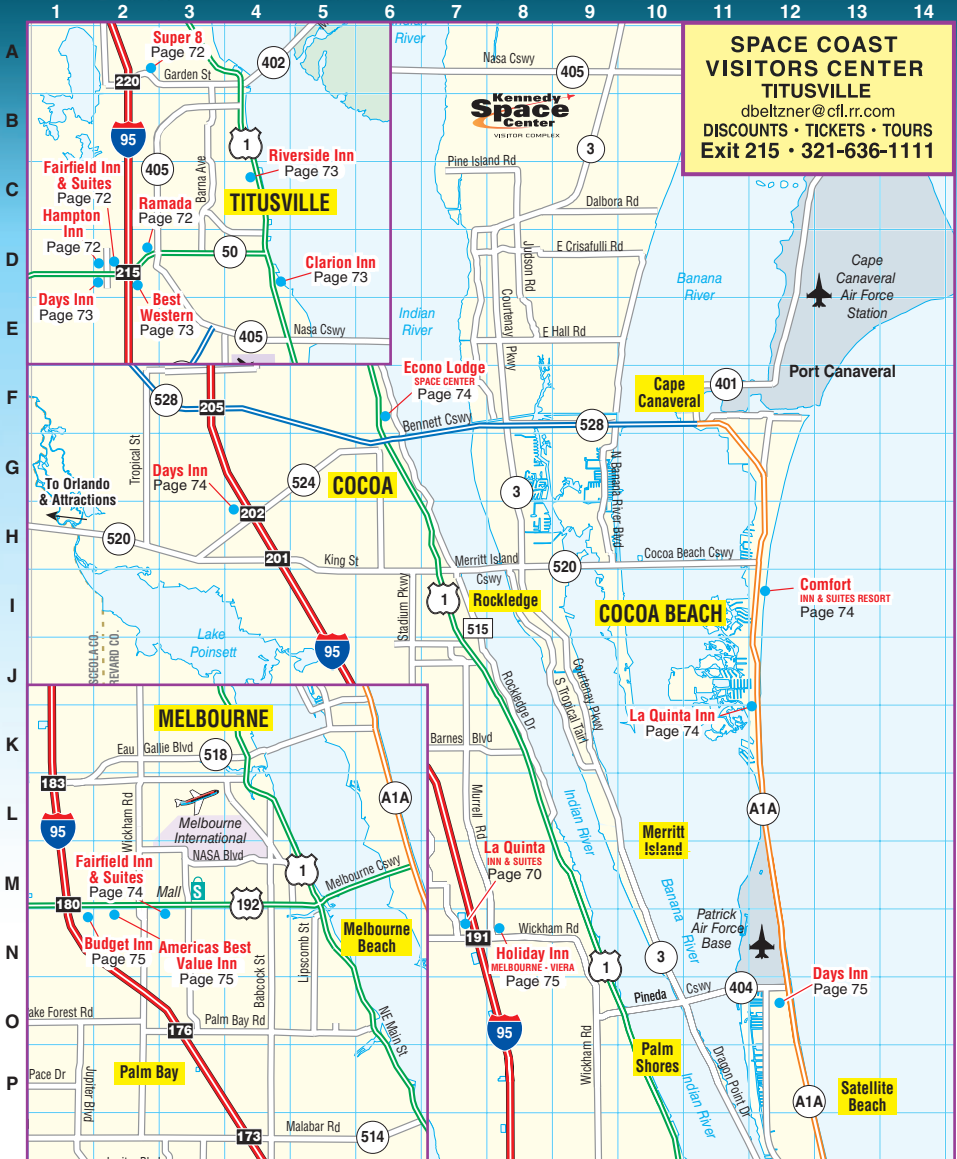 1 2 3 4 5 6 7 8 9 10 11 12 13 14
A
B
C
D
E
F
G
H
I
J
K
L
M
N
O
P
SPACE COAST
VISITORS CENTER
TITUSVILLE
dbeltzner@cfl.rr.com
DISCOUNTS • TICKETS • TOURS
Exit 215 • 321-636-1111
Super 8
Page 72
220
Garden St
402
95
405
Barna Ave
1
Riverside Inn
Page 73
Fairfield Inn
& Suites
Page 72
Hampton
Inn
Page 72
Ramada
Page 72
TITUSVILLE
50
215
Clarion Inn
Page 73
Days Inn
Page 73
Best
Western
Page 73
405
Nasa Cswy
Indian
River
Nasa Cswy
405
Kennedy
Space
Center
VISITOR COMPLEX
3
Pine Island Rd
Dalbora Rd
Judson Rd
E Crisafulli Rd
Courtenay Pkwy
E Hall Rd
Indian
River
Banana
River
Cape
Canaveral
Air Force
Station
Port Canaveral
401
Cape
Canaveral
Econo Lodge
SPACE CENTER
Page 74
Bennett Cswy
528
528
205
Tropical St
Days Inn
Page 74
524
COCOA
202
To Orlando
& Attractions
520
201
King St
Merritt Island
Cswy
520
Cocoa Beach Cswy
N Banana River Blvd
3
Stadium Pkwy
1
Rockledge
515
COCOA BEACH
Comfort
INN & SUITES RESORT
Page 74
Lake
Poinsett
95
SCEOLA CO.
REVARD CO.
Rockledge Dr
Courtenay Pkwy
S Tropical Tairl
La Quinta Inn
Page 74
MELBOURNE
Eau Gallie Blvd
518
183
95
Wickham Rd
Melbourne
International
NASA Blvd
A1A
Fairfield Inn
& Suites
Page 74
Mall
S
1
Melbourne Cswy
180
192
Budget Inn
Page 75
Americas Best
Value Inn
Page 75
Babcock St
Lipscomb St
Melbourne
Beach
ake Forest Rd
176
Palm Bay Rd
NE Main St
Pace Dr
Jupiter Blvd
Palm Bay
173
Malabar Rd
514
Barnes Blvd
Murrell Rd
Indian River
La Quinta
INN & SUITES
Page 70
191
Wickham Rd
Holiday Inn
MELBOURNE - VIERA
Page 75
95
Wickham Rd
1
Merritt
Island
Banana River
A1A
Patrick
Air Force
Base
3
Pineda Cswy
404
Days Inn
Page 75
Palm
Shores
Indian River
Dragon Point Dr
A1A
Satellite
Beach